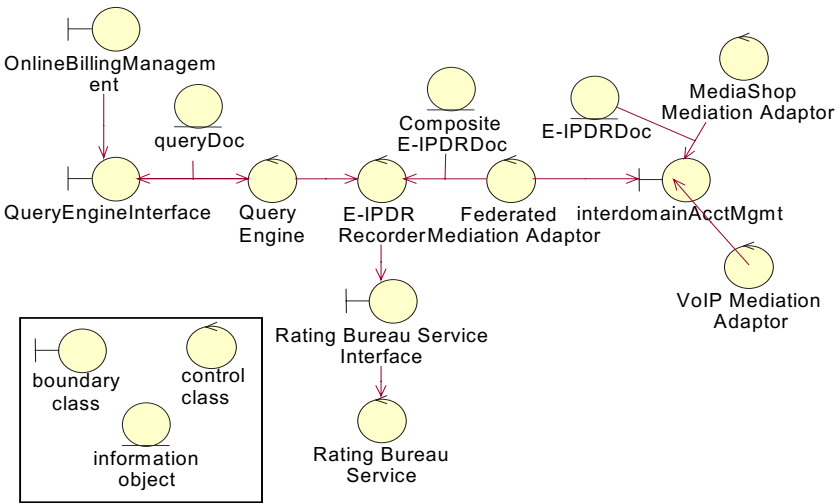 OnlineBillingManagem
ent
queryDoc
Composite
E-IPDRDoc
E-IPDRDoc
MediaShop
Mediation Adaptor
QueryEngineInterface
Query
Engine
E-IPDR
Recorder
Federated
Mediation Adaptor
interdomainAcctMgmt
VoIP Mediation
Adaptor
Rating Bureau Service
Interface
Rating Bureau
Service
boundary
class
control
class
information
object